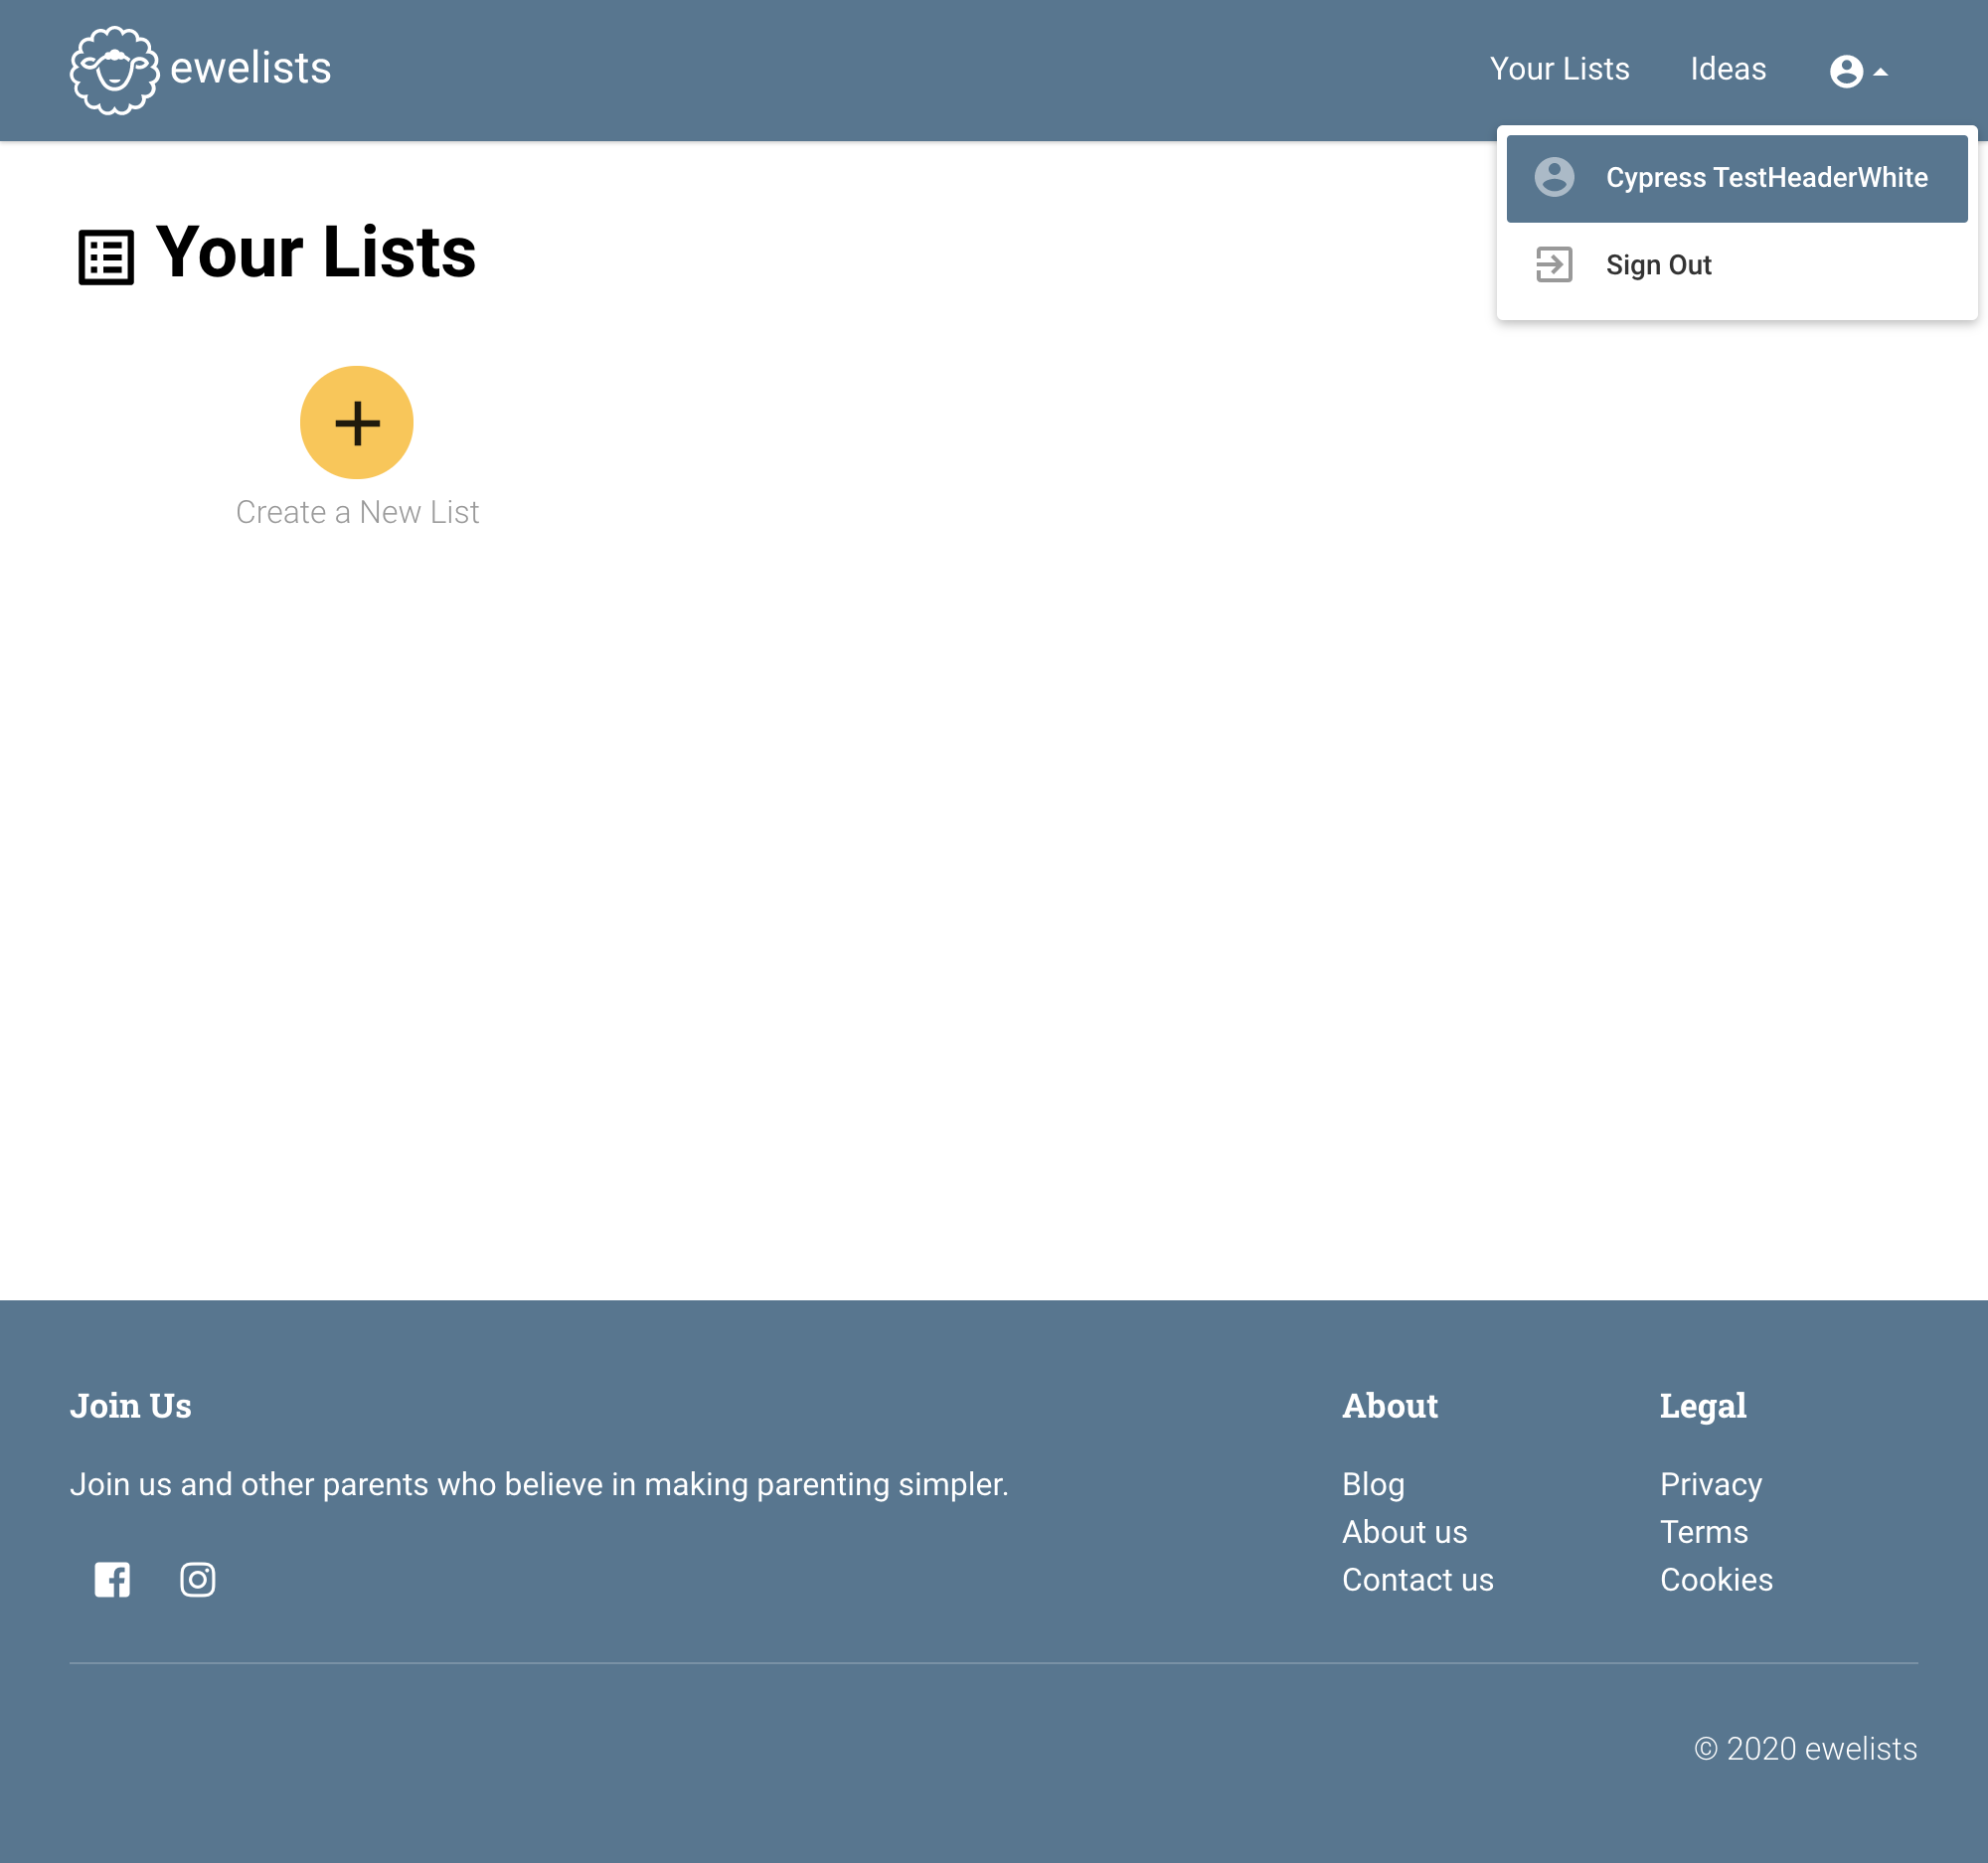 ewelists
Your Lists
Ideas
Cypress TestHeaderWhite
Sign Out
Your Lists
Create a New List
Join Us
Join us and other parents who believe in making parenting simpler.
About
Blog
About us
Contact us
Legal
Privacy
Terms
Cookies
© 2020 ewelists